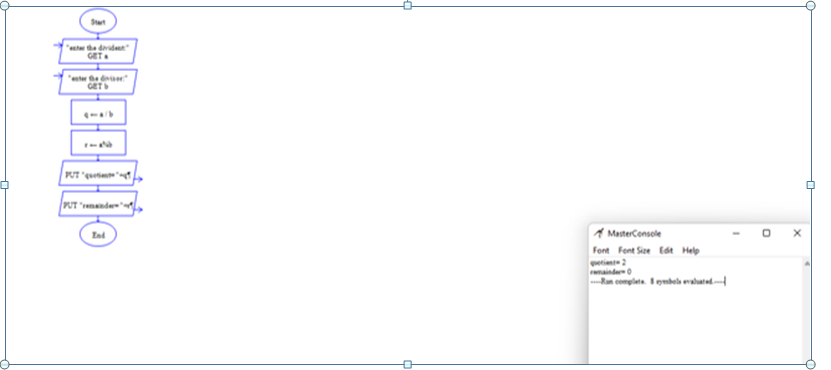 Start
"enter the divident:"
GET a
"enter the divisor:"
GET b
q ← a / b
r ← a%b
PUT "quotient="+q¶
PUT "remainder="+r¶
End
MasterConsole
Font Font Size Edit Help
quotient= 2
remainder= 0
----Run complete. 8 symbols evaluated.----